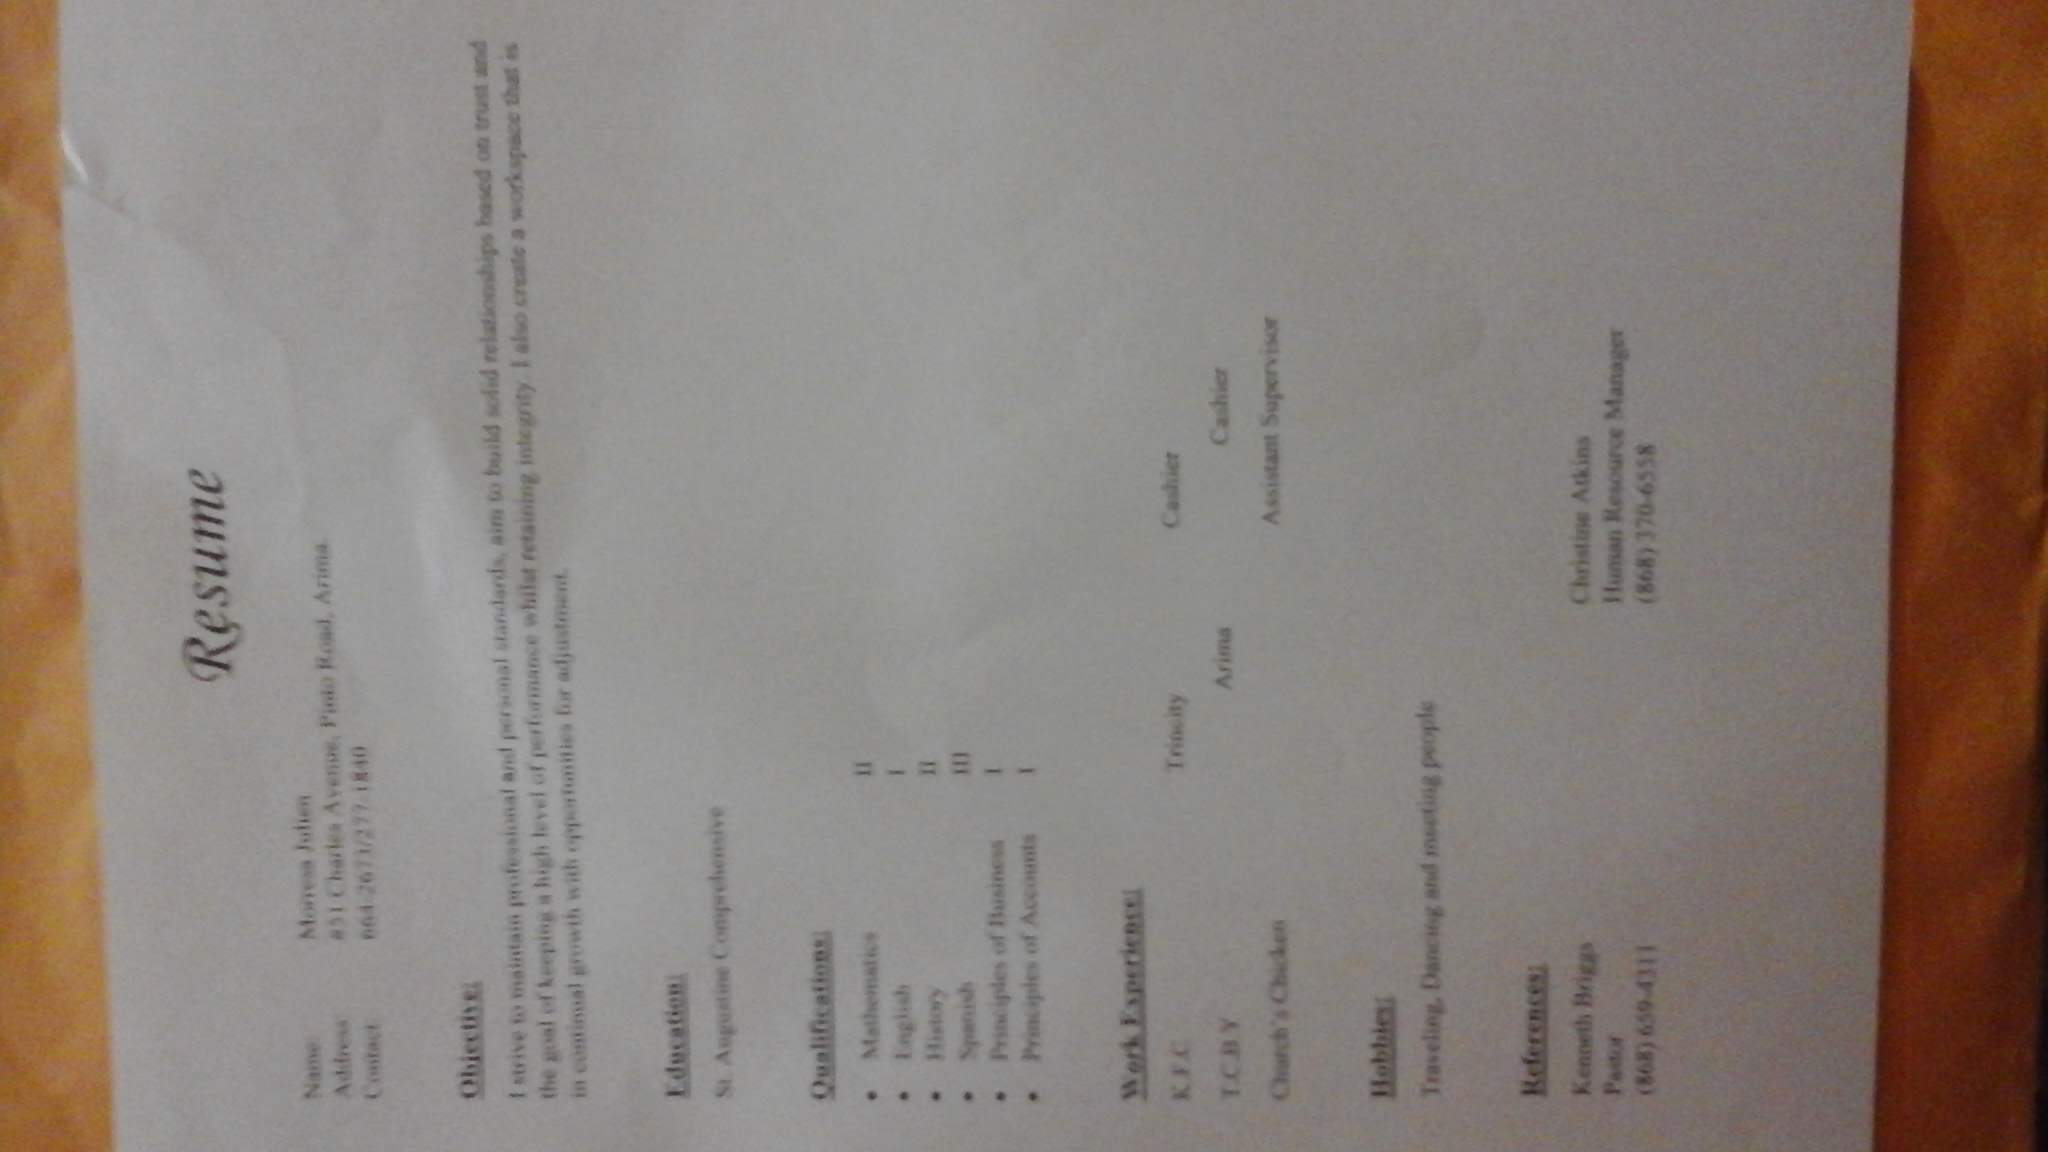 Resume
Name: Julien
Address: #51 Charles Avenue, Pinto Road, Arima.
Contact: 664-2673/277-1840
Objective:
I strive to maintain professional and personal standards, aim to build solid relationships based on trust and
the goal of keeping a high level of performance whilst retaining integrity. I also create a workspace that is
in continual growth with opportunities for adjustment.
Education:
St. Augustine Comprehensive
Qualifications:
• Mathematics II
• English I
• History II
• Spanish III
• Principles of Business I
• Principles of Accounts I
Work Experience:
K.F.C Trincity Cashier
T.C.B.Y Arima Cashier
Church's Chicken Assistant Supervisor
Hobbies:
Traveling, Dancing and meeting people
References:
Kenneth Briggs Christine Atkins
Pastor Human Resource Manager
(868) 659-4311 (868) 370-6558